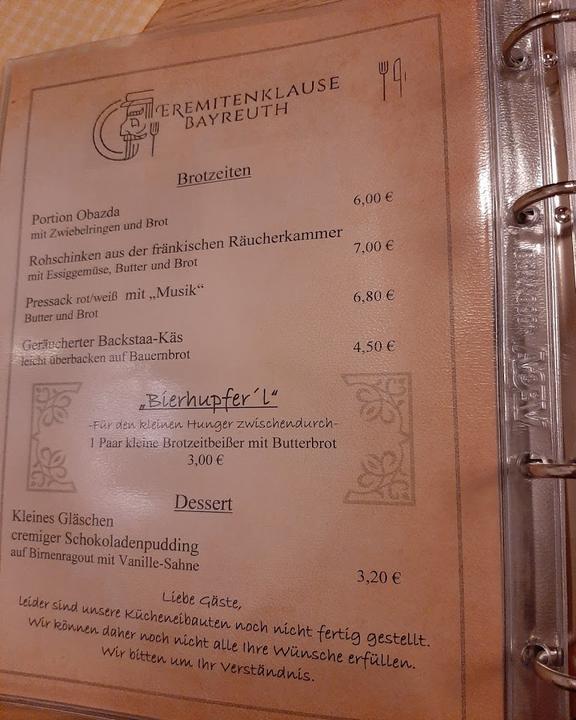 EREMITENKLAUSE
BAYREUTH
Brotzeiten
Portion Obazda
mit Zwiebelringen und Brot
6,00 €
Rohschinken aus der fränkischen Räucherkammer
mit Essiggemüse, Butter und Brot
7,00 €
Pressack rot/weiß mit „Musik“
Butter und Brot
6,80 €
Geräucherter Backstaa-Käs
leicht überbacken auf Bauernbrot
4,50 €
„Bierhupfer´l“
-Für den kleinen Hunger zwischendurch-
1 Paar kleine Brotzeitbeißer mit Butterbrot
3,00 €
Dessert
Kleines Gläschen
cremiger Schokoladenpudding
auf Birnenragout mit Vanille-Sahne
3,20 €
Liebe Gäste,
leider sind unsere Kücheneibauten noch nicht fertig gestellt.
Wir können daher noch nicht alle Ihre Wünsche erfüllen.
Wir bitten um Ihr Verständnis.